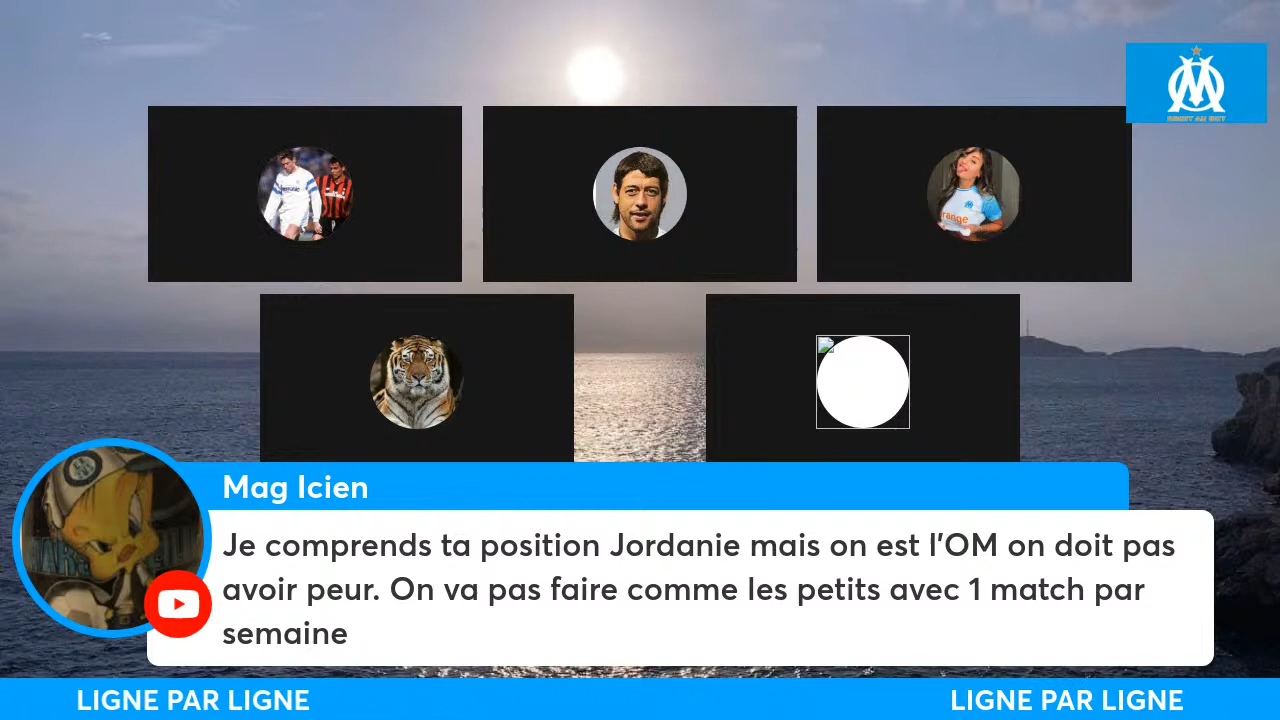 Mag Icien
Je comprends ta position Jordanie mais on est l'OM on doit pas
avoir peur. On va pas faire comme les petits avec 1 match par
semaine
LIGNE PAR LIGNE
LIGNE PAR LIGNE